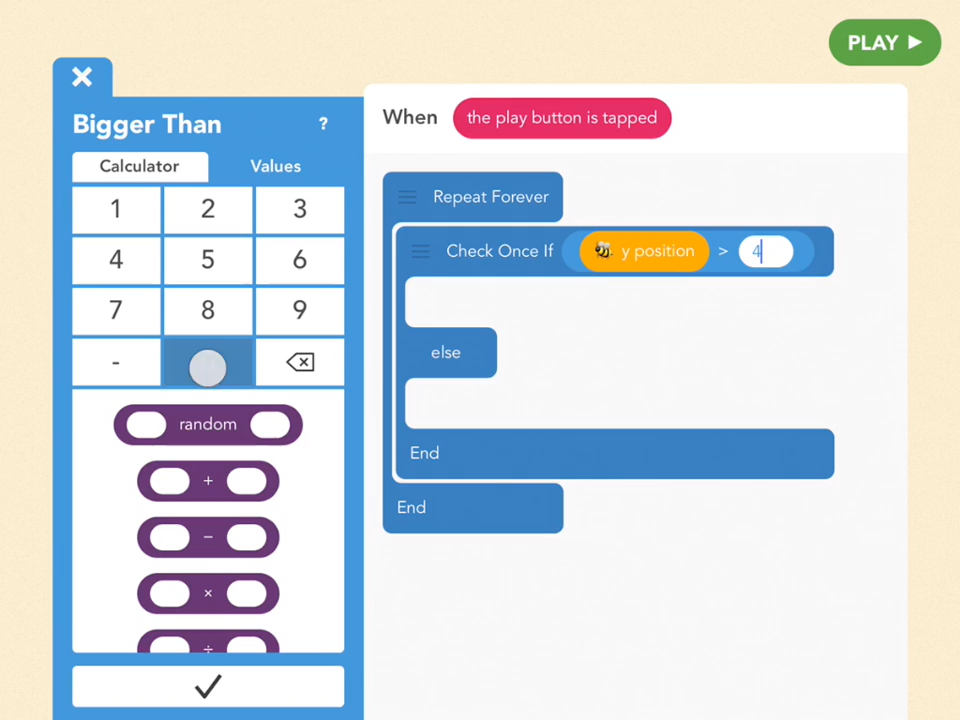 PLAY
Bigger Than ?
Calculator Values
1 2 3
4 5 6
7 8 9
-
random
+
−
×
÷
When the play button is tapped
Repeat Forever
Check Once If y position > 4
else
End
End